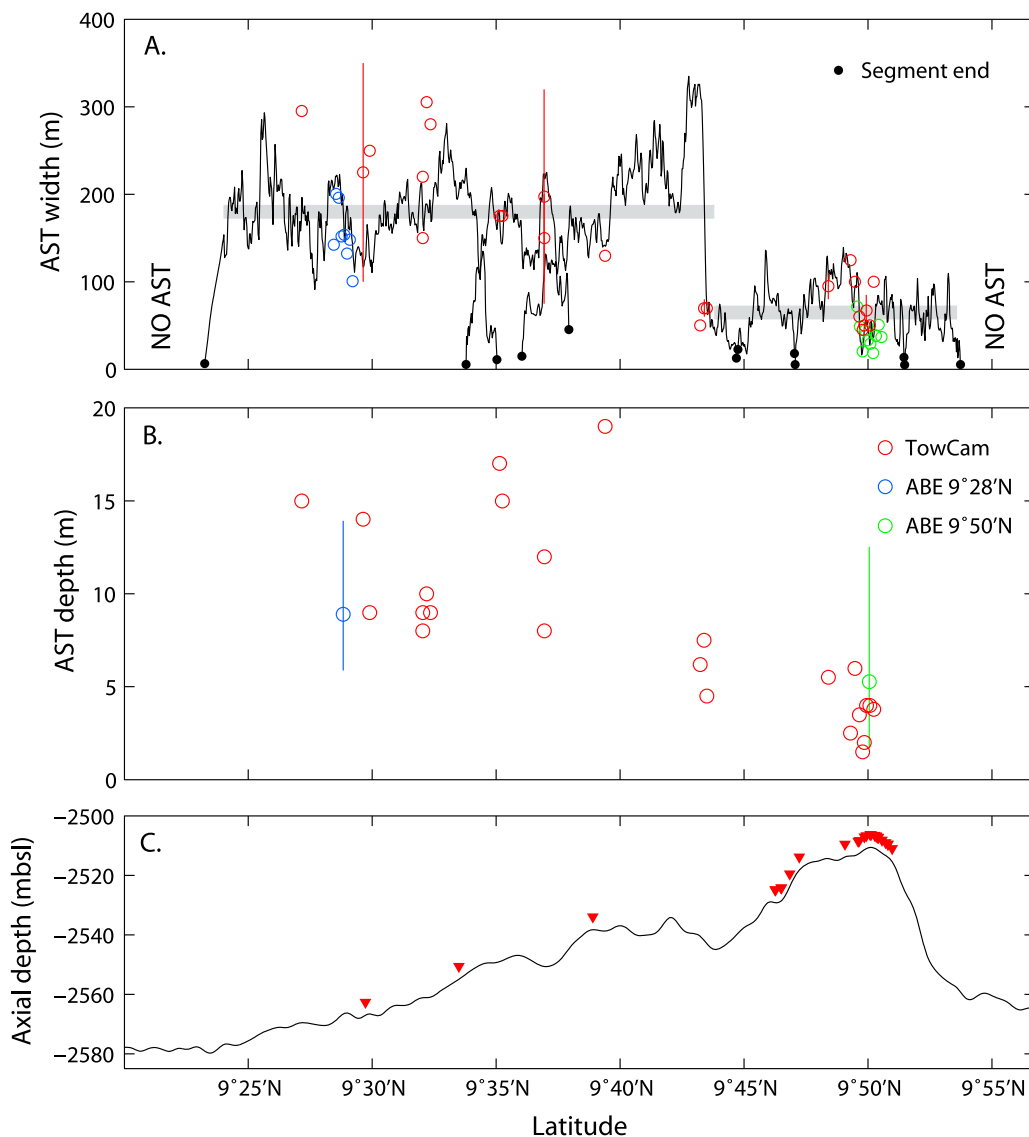 A.
Segment end
400
300
200
100
0
AST width (m)
NO AST
NO AST
B.
TowCam
ABE 9˚28′N
ABE 9˚50′N
20
15
10
5
0
AST depth (m)
C.
−2500
−2520
−2540
−2560
−2580
Axial depth (mbsl)
9˚25′N 9˚30′N 9˚35′N 9˚40′N 9˚45′N 9˚50′N 9˚55′N
Latitude